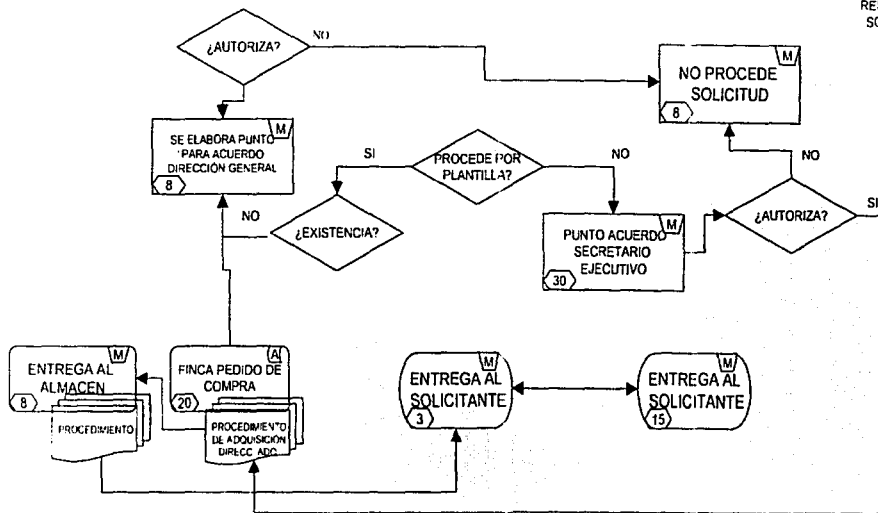 RE
SO
¿AUTORIZA?
NO
M
NO PROCEDE
SOLICITUD
8
M
SE ELABORA PUNTO
PARA ACUERDO
DIRECCIÓN GENERAL
8
SI
PROCEDE POR
PLANTILLA?
NO
NO
SI
¿AUTORIZA?
NO
¿EXISTENCIA?
M
PUNTO ACUERDO
SECRETARIO
EJECUTIVO
30
M
ENTREGA AL
ALMACEN
8
PROCEDIMIENTO
A
FINCA PEDIDO DE
COMPRA
20
PROCEDIMIENTO
DE ADQUISICIÓN
M
ENTREGA AL
SOLICITANTE
3
M
ENTREGA AL
SOLICITANTE
15